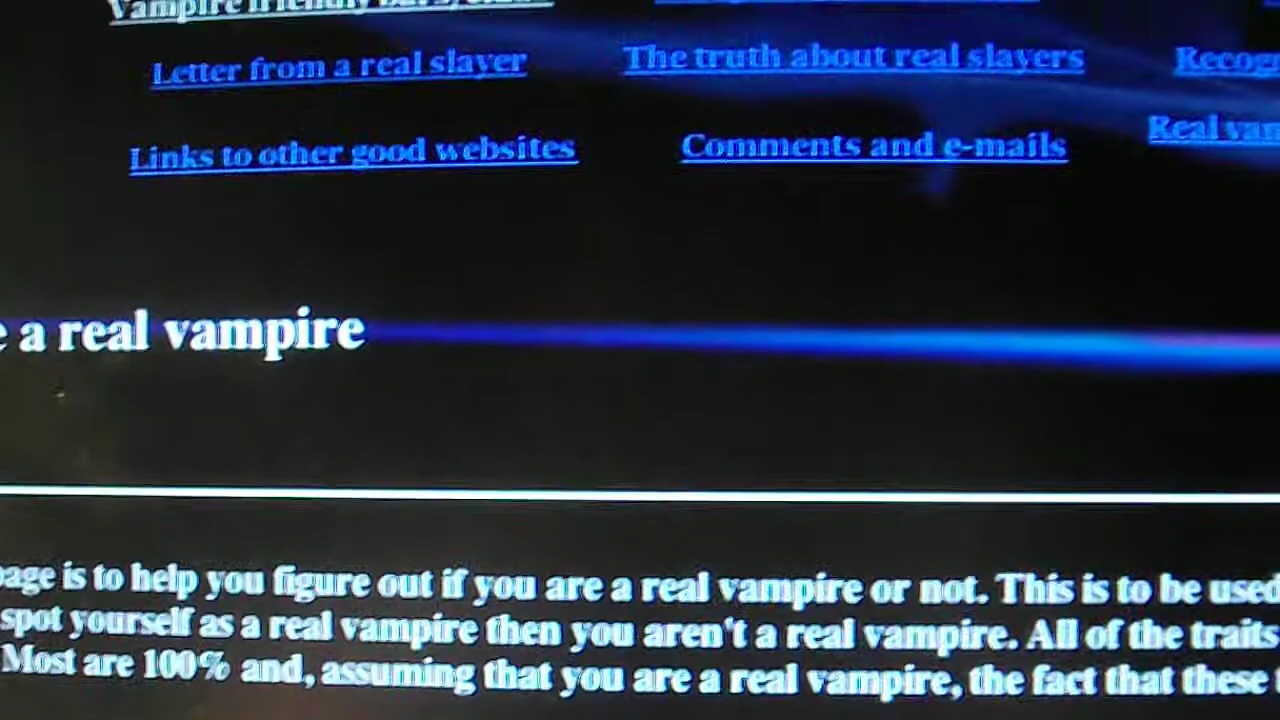 Vampire friendly
Letter from a real slayer The truth about real slayers
Links to other good websites Comments and e-mails Real
a real vampire
is to help you figure out if you are a real vampire or not. This is to be used
spot yourself as a real vampire then you aren't a real vampire. All of the traits
Most are 100% and, assuming that you are a real vampire, the fact that these